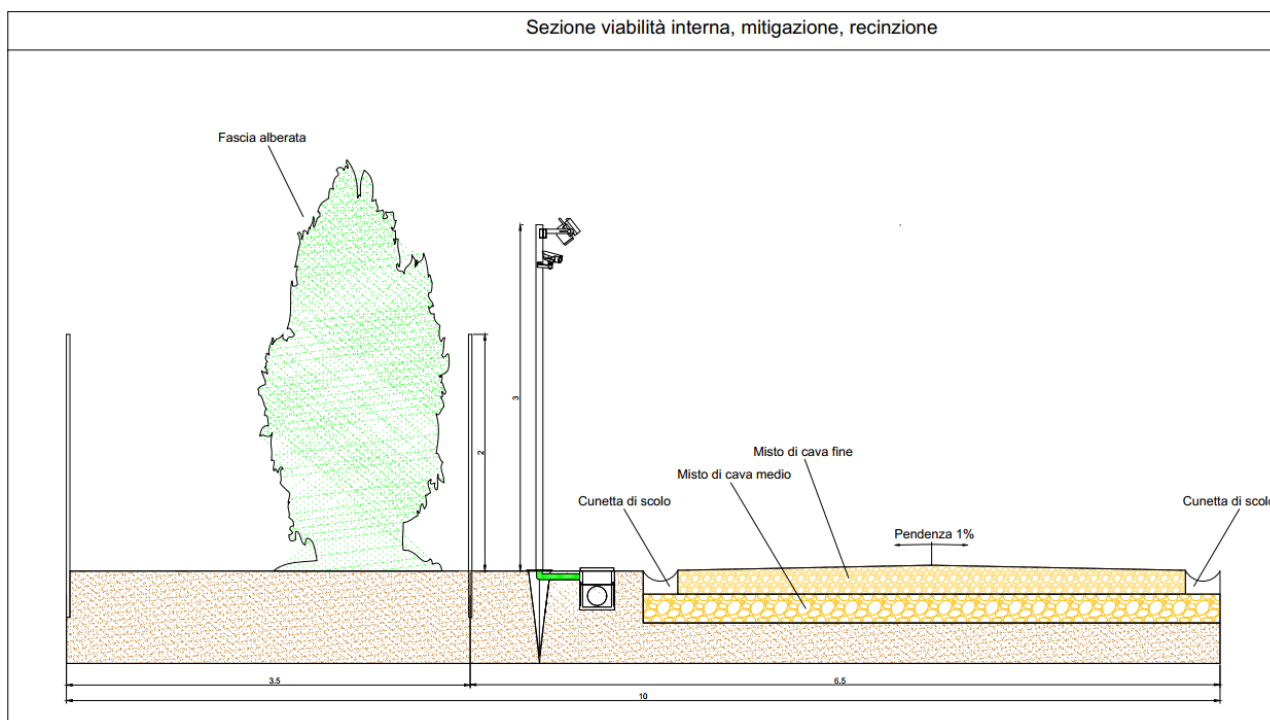 Sezione viabilità interna, mitigazione, recinzione
Fascia alberata
3
2
Misto di cava fine
Misto di cava medio
Cunetta di scolo
Cunetta di scolo
Pendenza 1%
3.5
6.5
10